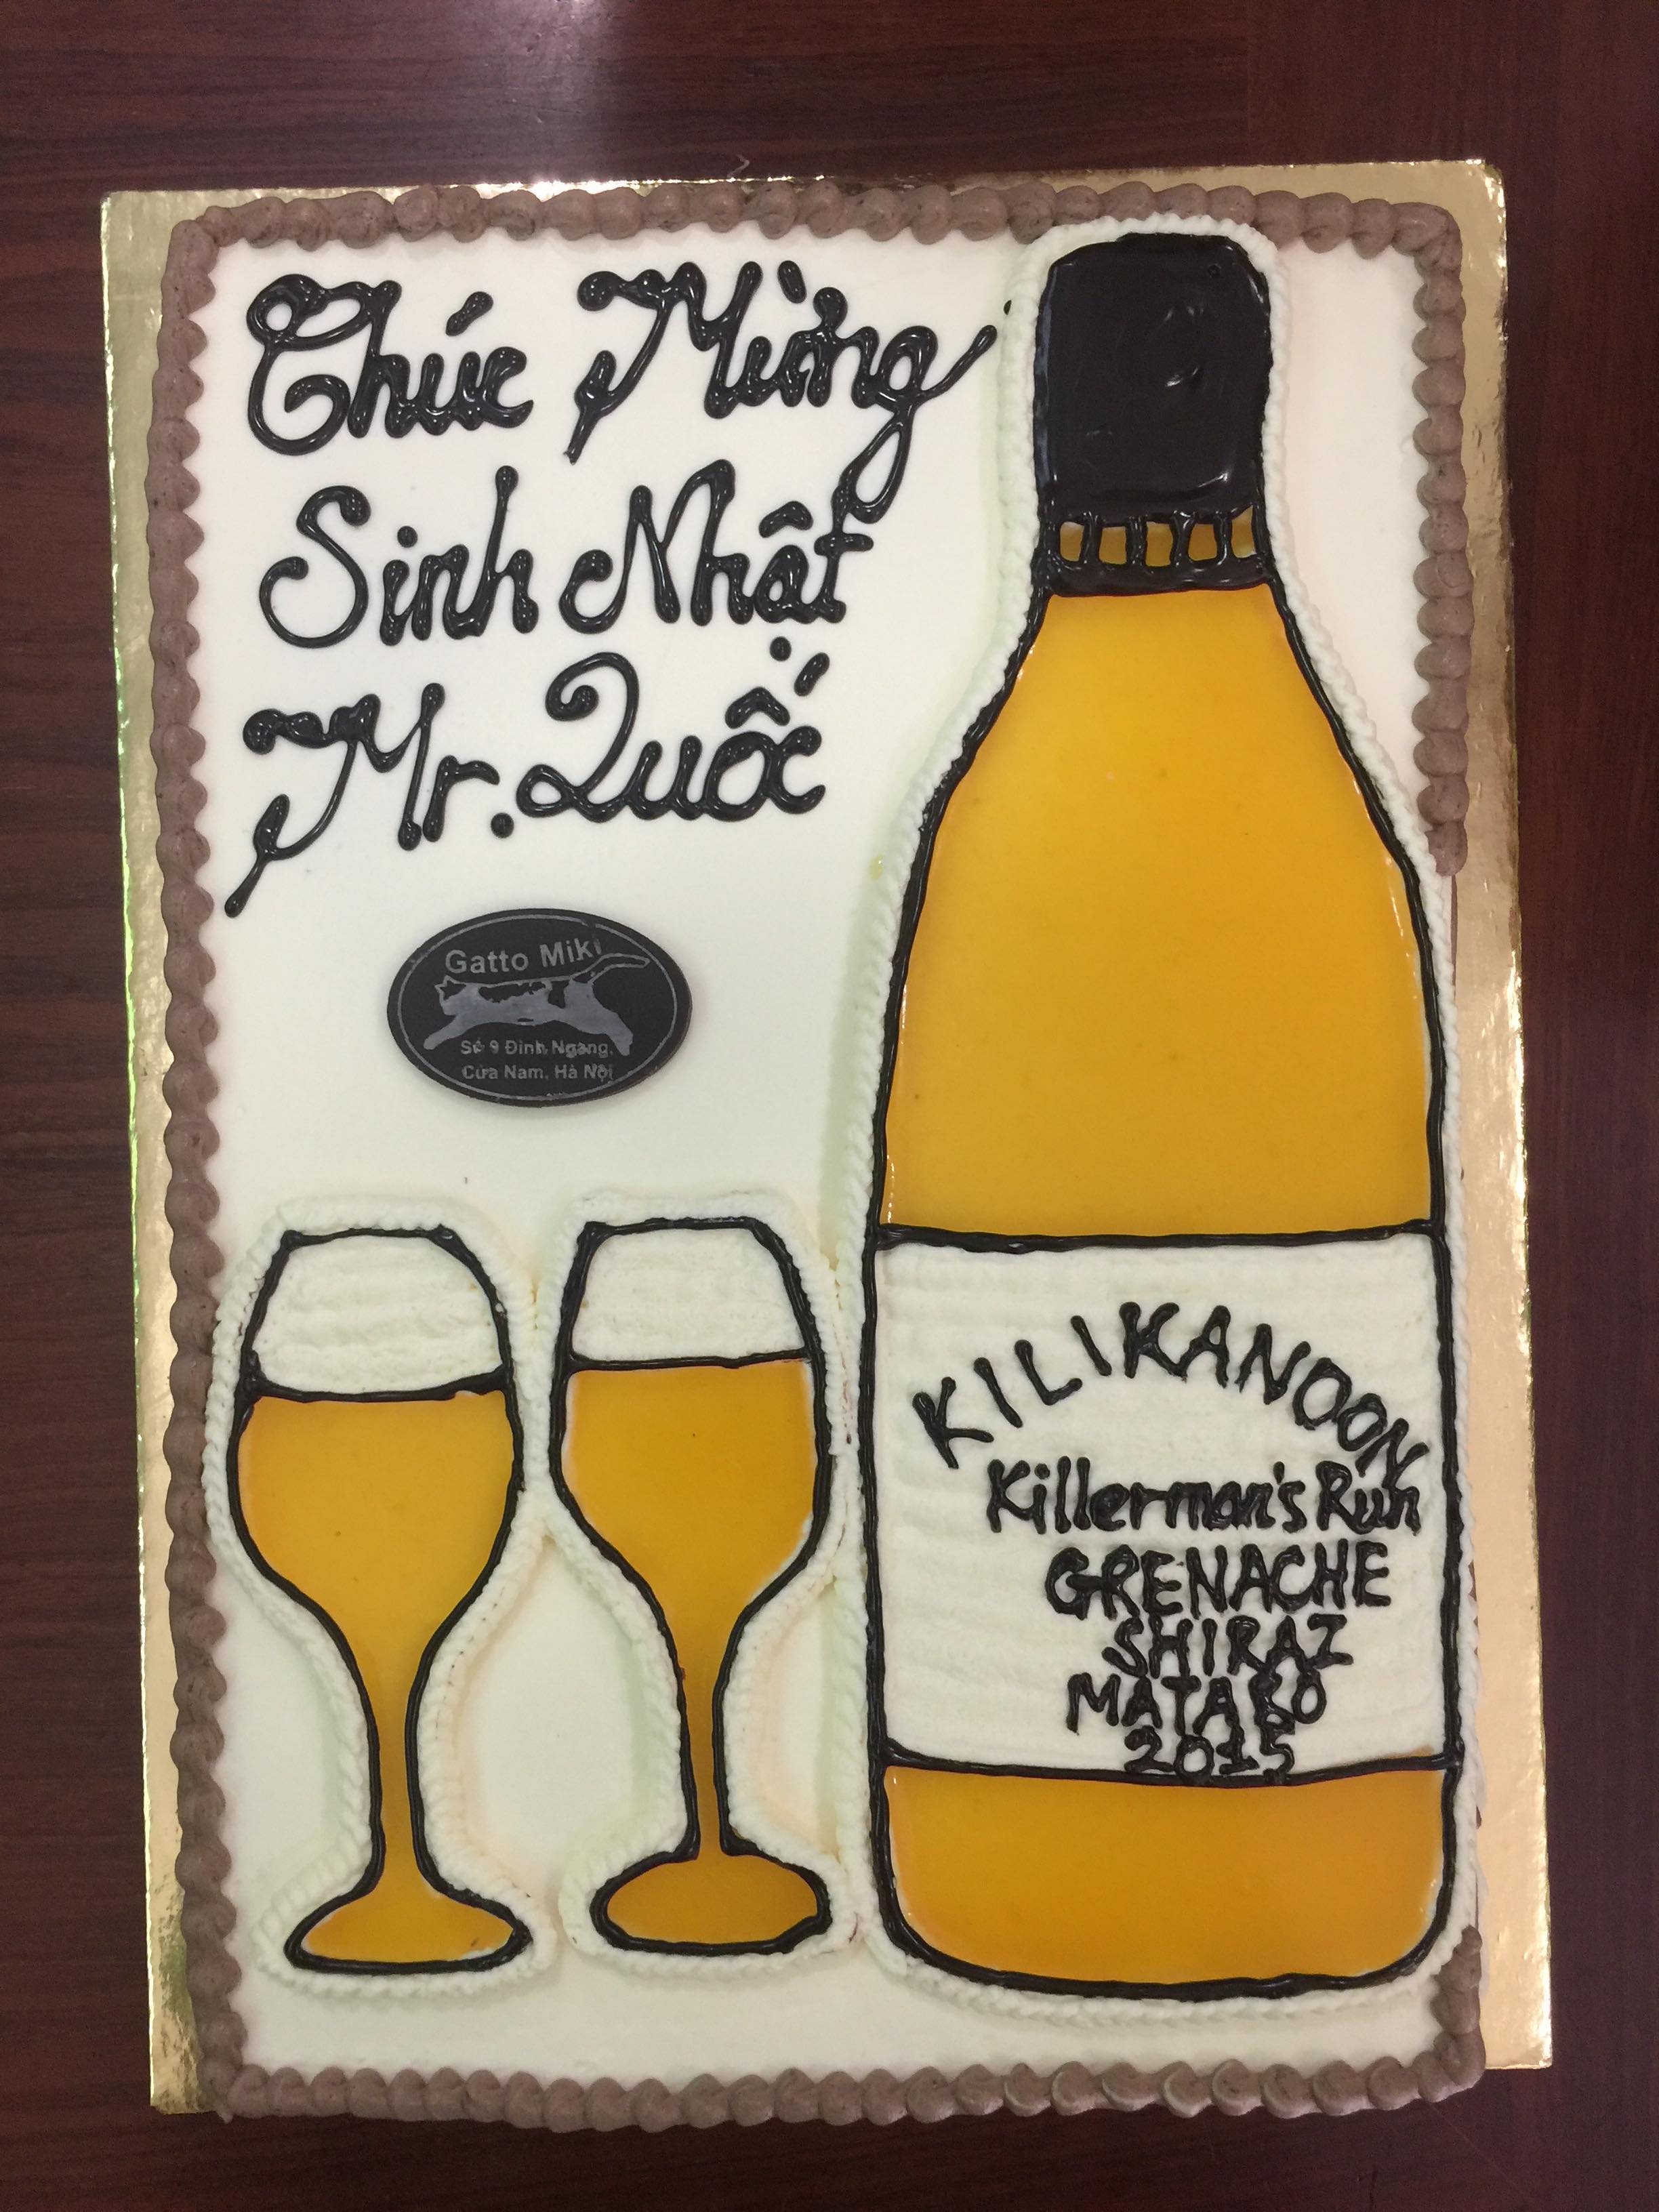 Chúc Mừng
Sinh Nhật
Mr. Quốc
Gatto Miki
Số 9 Đình Ngang,
Cửa Nam, Hà Nội
KILIKANOON
Killerman's Run
GRENACHE
SHIRAZ
MATARO
2015